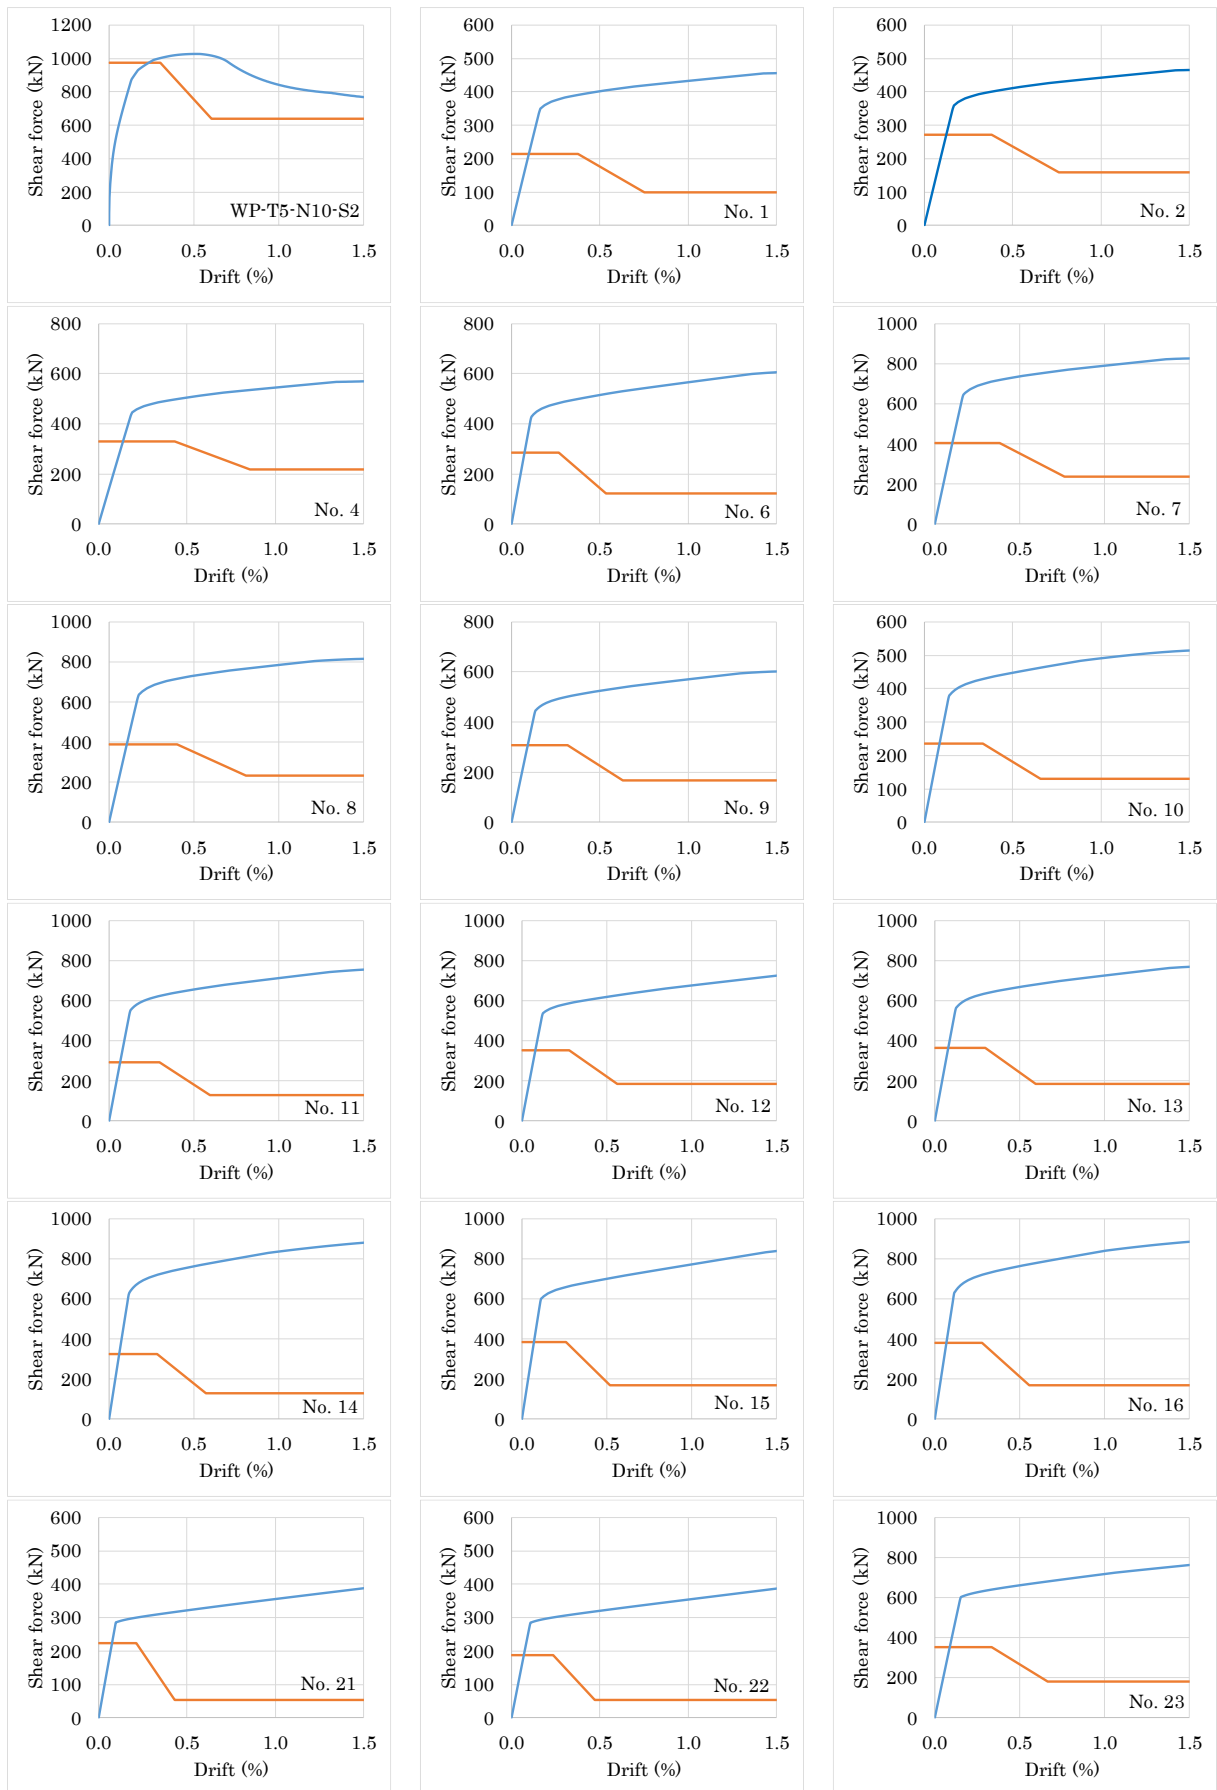 Shear force (kN)
1200
1000
800
600
400
200
0
WP-T5-N10-S2
0.0 0.5 1.0 1.5
Drift (%)
Shear force (kN)
600
500
400
300
200
100
0
No. 1
0.0 0.5 1.0 1.5
Drift (%)
Shear force (kN)
600
500
400
300
200
100
0
No. 2
0.0 0.5 1.0 1.5
Drift (%)
Shear force (kN)
800
600
400
200
0
No. 4
0.0 0.5 1.0 1.5
Drift (%)
Shear force (kN)
800
600
400
200
0
No. 6
0.0 0.5 1.0 1.5
Drift (%)
Shear force (kN)
1000
800
600
400
200
0
No. 7
0.0 0.5 1.0 1.5
Drift (%)
Shear force (kN)
1000
800
600
400
200
0
No. 8
0.0 0.5 1.0 1.5
Drift (%)
Shear force (kN)
800
600
400
200
0
No. 9
0.0 0.5 1.0 1.5
Drift (%)
Shear force (kN)
600
500
400
300
200
100
0
No. 10
0.0 0.5 1.0 1.5
Drift (%)
Shear force (kN)
1000
800
600
400
200
0
No. 11
0.0 0.5 1.0 1.5
Drift (%)
Shear force (kN)
1000
800
600
400
200
0
No. 12
0.0 0.5 1.0 1.5
Drift (%)
Shear force (kN)
1000
800
600
400
200
0
No. 13
0.0 0.5 1.0 1.5
Drift (%)
Shear force (kN)
1000
800
600
400
200
0
No. 14
0.0 0.5 1.0 1.5
Drift (%)
Shear force (kN)
1000
800
600
400
200
0
No. 15
0.0 0.5 1.0 1.5
Drift (%)
Shear force (kN)
1000
800
600
400
200
0
No. 16
0.0 0.5 1.0 1.5
Drift (%)
Shear force (kN)
600
500
400
300
200
100
0
No. 21
0.0 0.5 1.0 1.5
Drift (%)
Shear force (kN)
600
500
400
300
200
100
0
No. 22
0.0 0.5 1.0 1.5
Drift (%)
Shear force (kN)
1000
800
600
400
200
0
No. 23
0.0 0.5 1.0 1.5
Drift (%)